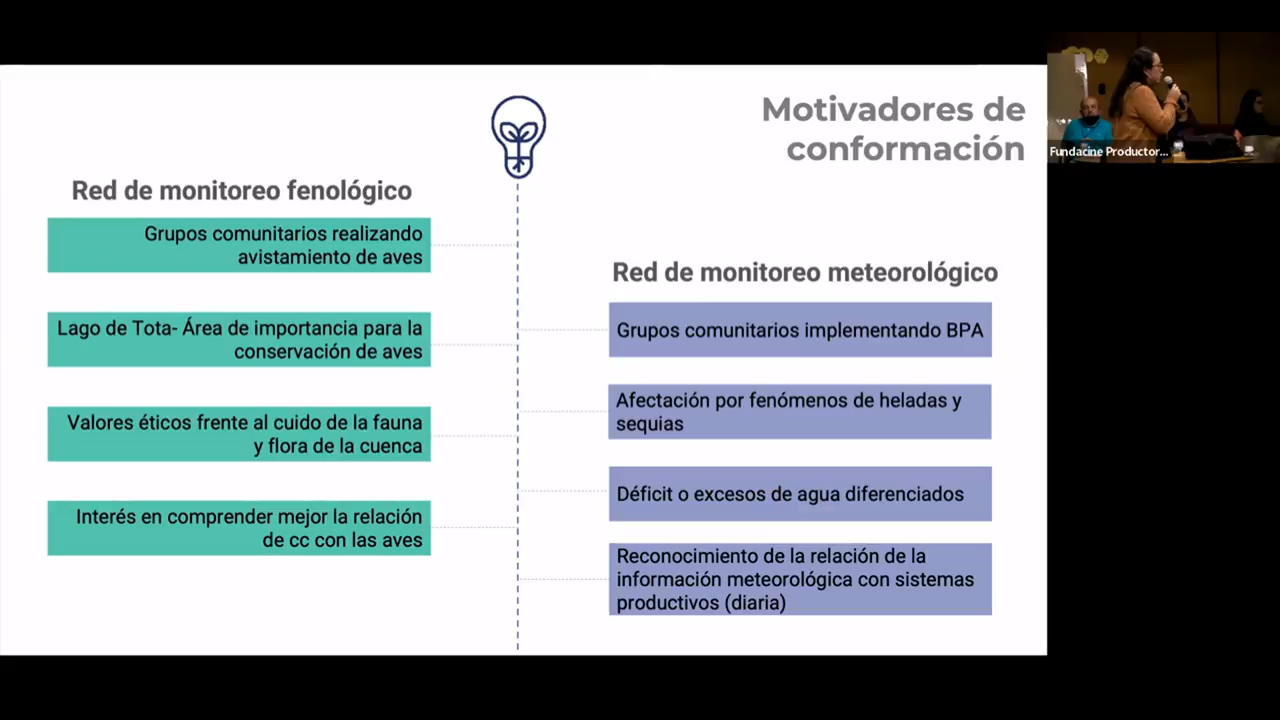 Motivadores de
conformación
Red de monitoreo fenológico
Grupos comunitarios realizando
avistamiento de aves
Lago de Tota- Área de importancia para la
conservación de aves
Valores éticos frente al cuido de la fauna
y flora de la cuenca
Interés en comprender mejor la relación
de cc con las aves
Red de monitoreo meteorológico
Grupos comunitarios implementando BPA
Afectación por fenómenos de heladas y
sequias
Déficit o excesos de agua diferenciados
Reconocimiento de la relación de la
información meteorológica con sistemas
productivos (diaria)
Fundacine Productor...